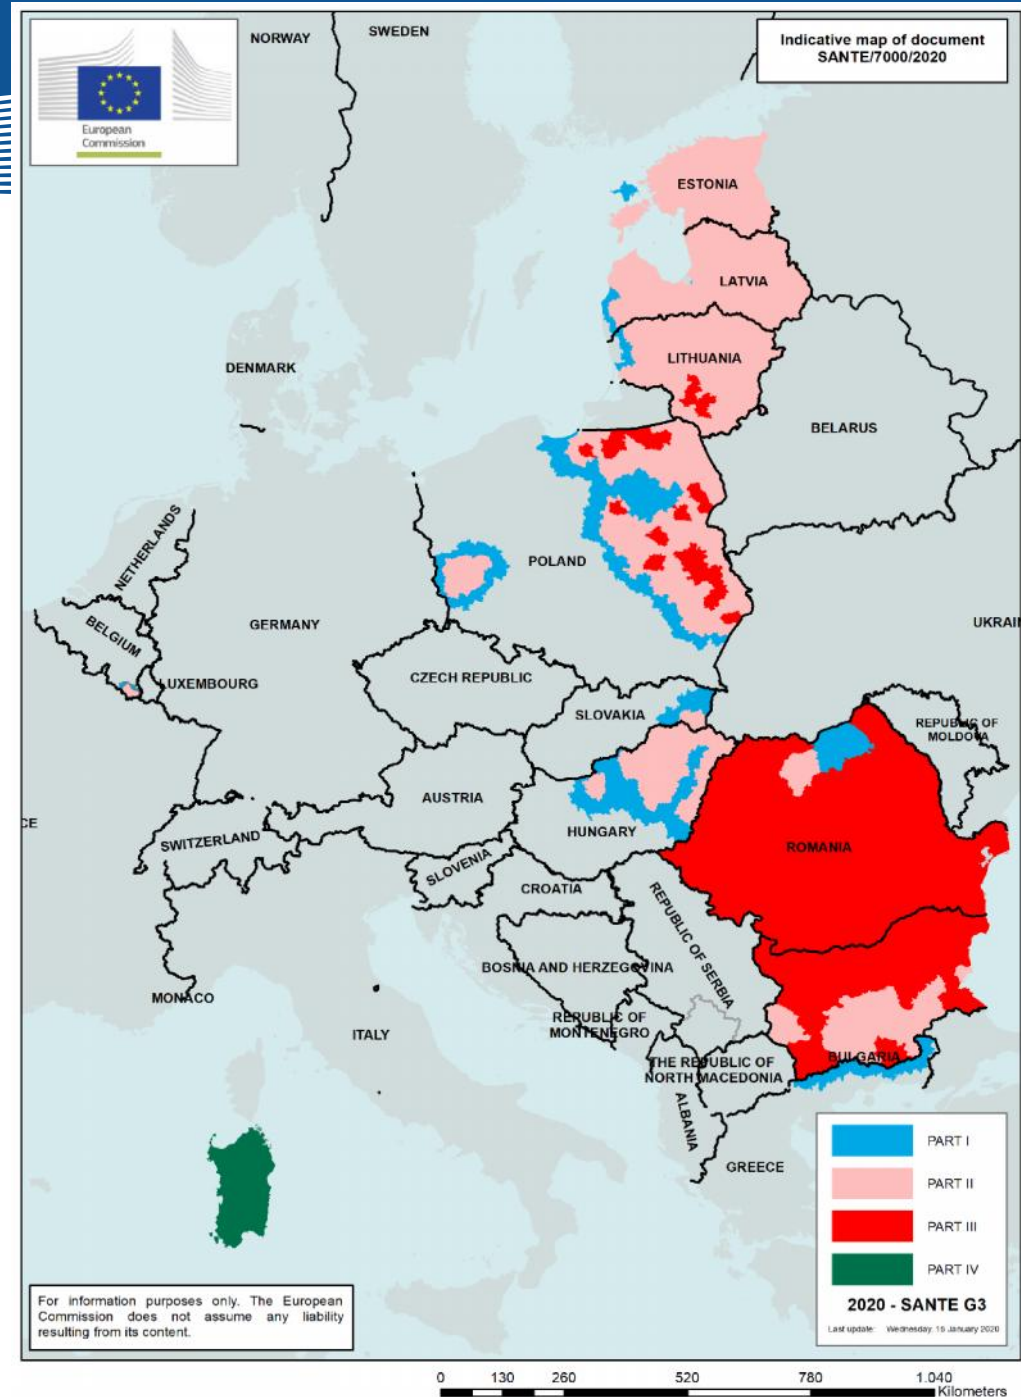 European
Commission
Indicative map of document
SANTE/7000/2020
NORWAY
SWEDEN
ESTONIA
LATVIA
LITHUANIA
DENMARK
BELARUS
NETHERLANDS
BELGIUM
LUXEMBOURG
GERMANY
POLAND
UKRAIN
CZECH REPUBLIC
SLOVAKIA
REPUBLIC OF
MOLDOVA
AUSTRIA
HUNGARY
ROMANIA
CE
SWITZERLAND
SLOVENIA
CROATIA
REPUBLIC OF SERBIA
BOSNIA AND HERZEGOVINA
MONACO
ITALY
REPUBLIC OF
MONTENEGRO
THE REPUBLIC OF
NORTH MACEDONIA
BULGARIA
ALBANIA
GREECE
PART I
PART II
PART III
PART IV
2020 - SANTE G3
Last update: Wednesday, 15 January 2020
For information purposes only. The European
Commission does not assume any liability
resulting from its content.
0 130 260 520 780 1.040
Kilometers